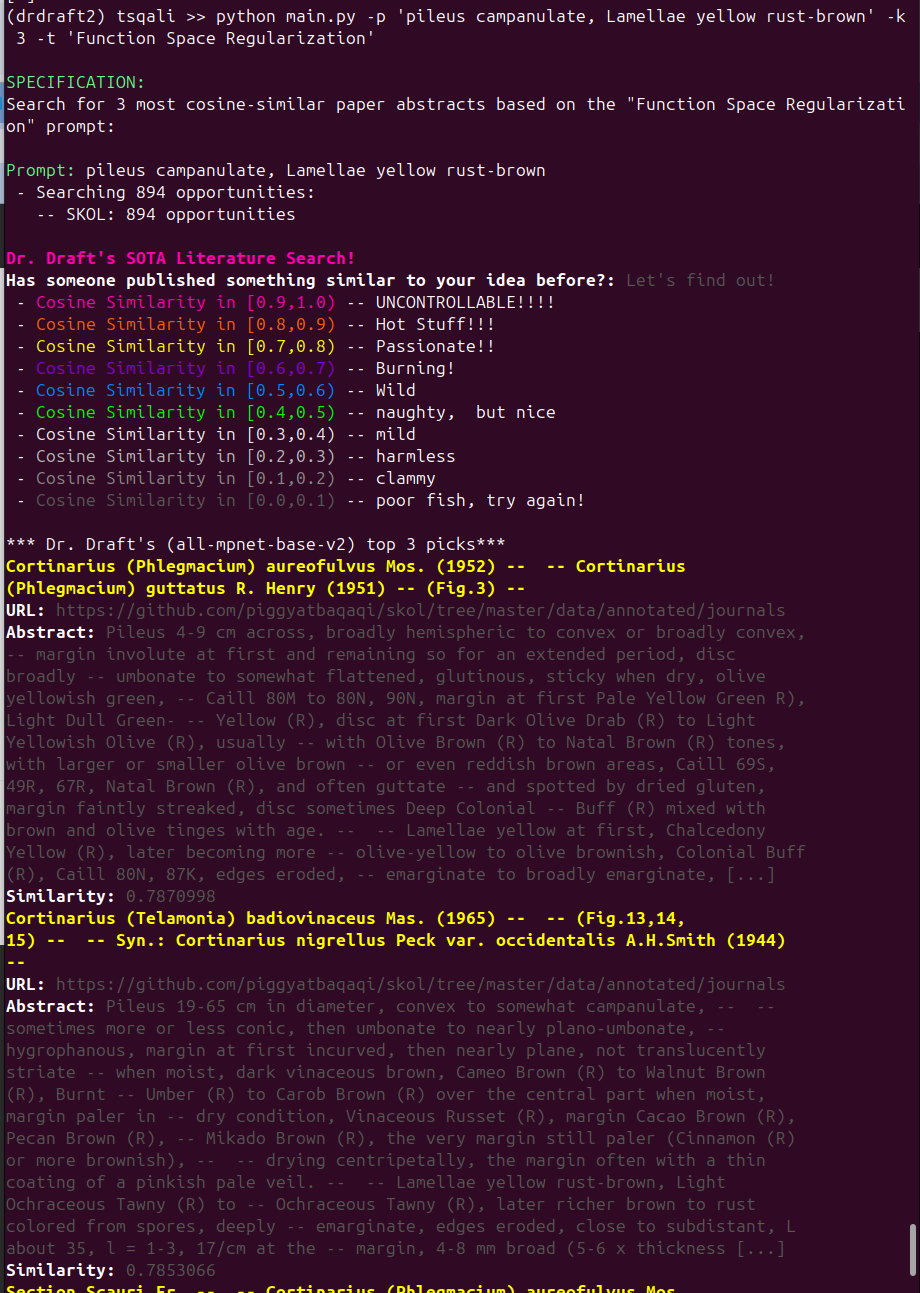 (drdraft2) tsqali >> python main.py -p 'pileus campanulate, Lamellae yellow rust-brown' -k
 3 -t 'Function Space Regularization'
SPECIFICATION:
Search for 3 most cosine-similar paper abstracts based on the "Function Space Regularizati
on" prompt:
Prompt: pileus campanulate, Lamellae yellow rust-brown
 - Searching 894 opportunities:
   -- SKOL: 894 opportunities
Dr. Draft's SOTA Literature Search!
Has someone published something similar to your idea before?: Let's find out!
 - Cosine Similarity in [0.9,1.0) -- UNCONTROLLABLE!!!!
 - Cosine Similarity in [0.8,0.9) -- Hot Stuff!!!
 - Cosine Similarity in [0.7,0.8) -- Passionate!!
 - Cosine Similarity in [0.6,0.7) -- Burning!
 - Cosine Similarity in [0.5,0.6) -- Wild
 - Cosine Similarity in [0.4,0.5) -- naughty,  but nice
 - Cosine Similarity in [0.3,0.4) -- mild
 - Cosine Similarity in [0.2,0.3) -- harmless
 - Cosine Similarity in [0.1,0.2) -- clammy
 - Cosine Similarity in [0.0,0.1) -- poor fish, try again!
*** Dr. Draft's (all-mpnet-base-v2) top 3 picks***
Cortinarius (Phlegmacium) aureofulvus Mos. (1952) --  -- Cortinarius
(Phlegmacium) guttatus R. Henry (1951) -- (Fig.3) --
URL: https://github.com/piggyatbaqaqi/skol/tree/master/data/annotated/journals
Abstract: Pileus 4-9 cm across, broadly hemispheric to convex or broadly convex,
-- margin involute at first and remaining so for an extended period, disc
broadly -- umbonate to somewhat flattened, glutinous, sticky when dry, olive
yellowish green, -- Caill 80M to 80N, 90N, margin at first Pale Yellow Green R),
Light Dull Green- -- Yellow (R), disc at first Dark Olive Drab (R) to Light
Yellowish Olive (R), usually -- with Olive Brown (R) to Natal Brown (R) tones,
with larger or smaller olive brown -- or even reddish brown areas, Caill 69S,
49R, 67R, Natal Brown (R), and often guttate -- and spotted by dried gluten,
margin faintly streaked, disc sometimes Deep Colonial -- Buff (R) mixed with
brown and olive tinges with age. --  -- Lamellae yellow at first, Chalcedony
Yellow (R), later becoming more -- olive-yellow to olive brownish, Colonial Buff
(R), Caill 80N, 87K, edges eroded, -- emarginate to broadly emarginate, [...]
Similarity: 0.7870998
Cortinarius (Telamonia) badiovinaceus Mas. (1965) --  -- (Fig.13,14,
15) --  -- Syn.: Cortinarius nigrellus Peck var. occidentalis A.H.Smith (1944)
--
URL: https://github.com/piggyatbaqaqi/skol/tree/master/data/annotated/journals
Abstract: Pileus 19-65 cm in diameter, convex to somewhat campanulate, --  --
sometimes more or less conic, then umbonate to nearly plano-umbonate, --
hygrophanous, margin at first incurved, then nearly plane, not translucently
striate -- when moist, dark vinaceous brown, Cameo Brown (R) to Walnut Brown
(R), Burnt -- Umber (R) to Carob Brown (R) over the central part when moist,
margin paler in -- dry condition, Vinaceous Russet (R), margin Cacao Brown (R),
Pecan Brown (R), -- Mikado Brown (R), the very margin still paler (Cinnamon (R)
or more brownish), --  -- drying centripetally, the margin often with a thin
coating of a pinkish pale veil. --  -- Lamellae yellow rust-brown, Light
Ochraceous Tawny (R) to -- Ochraceous Tawny (R), later richer brown to rust
colored from spores, deeply -- emarginate, edges eroded, close to subdistant, L
about 35, l = 1-3, 17/cm at the -- margin, 4-8 mm broad (5-6 x thickness [...]
Similarity: 0.7853066
Section Scauri Fr. --  -- Cortinarius (Phlegmacium) aureofulvus Mos.